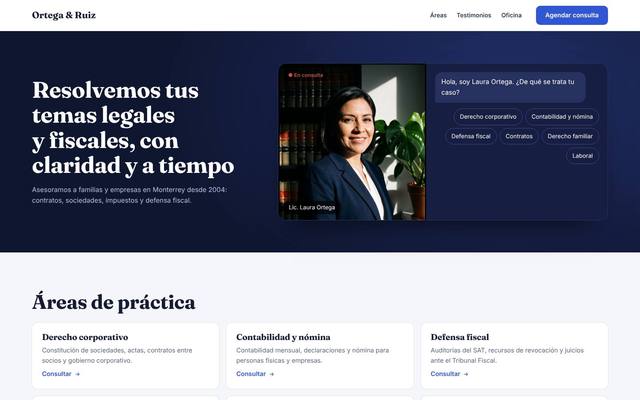 Ortega & Ruiz
Áreas
Testimonios
Oficina
Agendar consulta
Resolvemos tus
temas legales
y fiscales, con
claridad y a tiempo
Asesoramos a familias y empresas en Monterrey desde 2004:
contratos, sociedades, impuestos y defensa fiscal.
En consulta
Lic. Laura Ortega
Hola, soy Laura Ortega. ¿De qué se trata tu
caso?
Derecho corporativo
Contabilidad y nómina
Defensa fiscal
Contratos
Derecho familiar
Laboral
Áreas de práctica
Derecho corporativo
Constitución de sociedades, actas, contratos entre
socios y gobierno corporativo.
Consultar →
Contabilidad y nómina
Contabilidad mensual, declaraciones y nómina para
personas físicas y empresas.
Consultar →
Defensa fiscal
Auditorías del SAT, recursos de revocación y juicios
ante el Tribunal Fiscal.
Consultar →